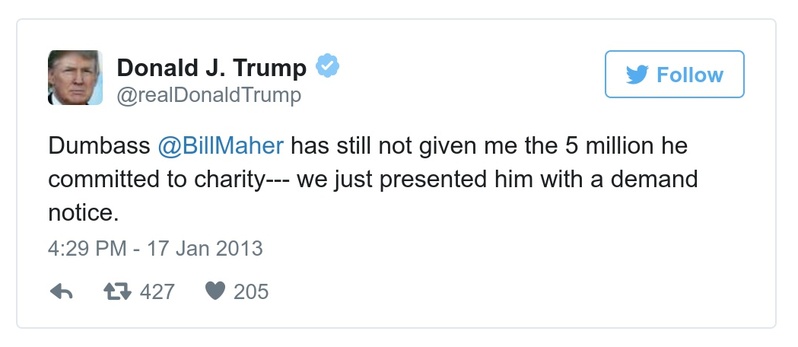 Donald J. Trump
@realDonaldTrump
Follow
Dumbass @BillMaher has still not given me the 5 million he
committed to charity--- we just presented him with a demand
notice.
4:29 PM - 17 Jan 2013
427 205